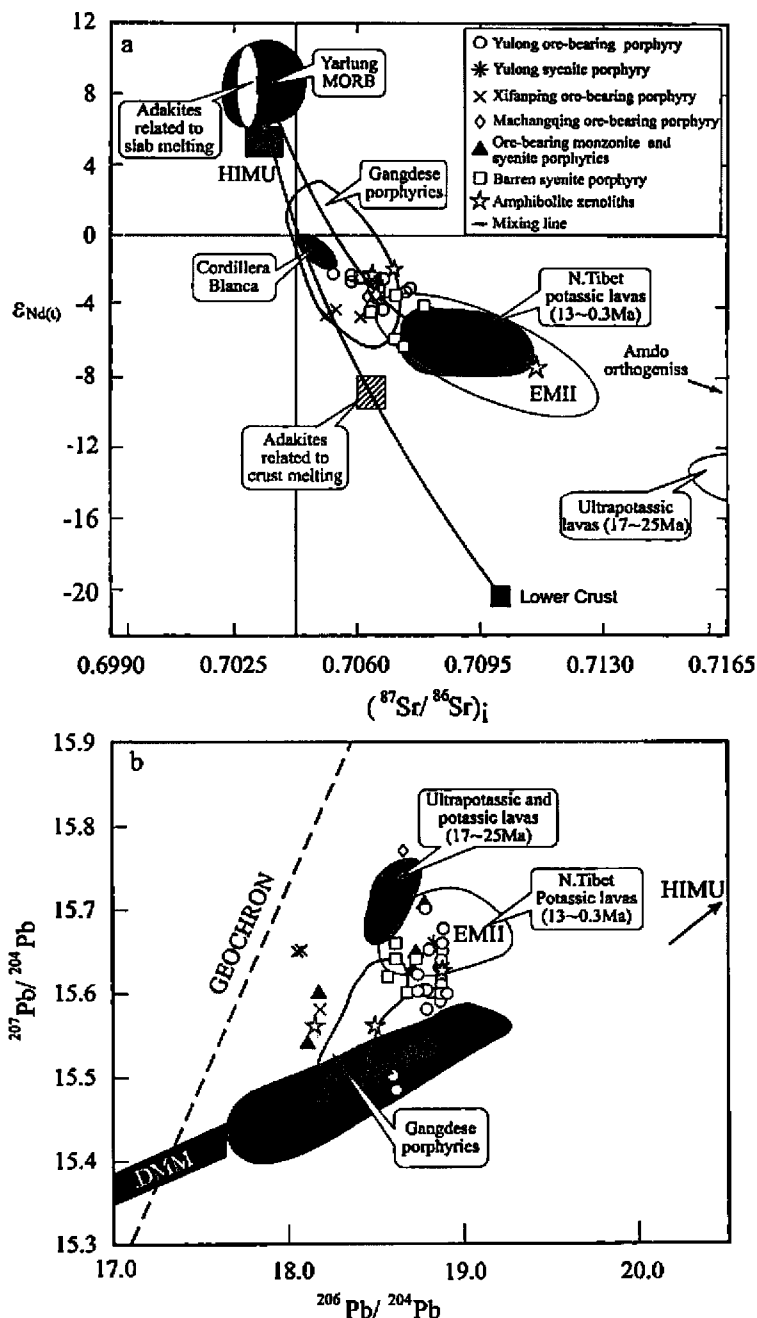 a
12
8
4
0
-4
-8
-12
-16
-20
εNd(t)
Yarlung
MORB
Adakites
related to
slab melting
HIMU
Gangdese
porphyries
Cordillera
Blanca
N.Tibet
potassic lavas
(13~0.3Ma)
Amdo
orthogeniss
EMII
Adakites
related to
crust melting
Ultrapotassic
lavas (17~25Ma)
Lower Crust
Yulong ore-bearing porphyry
Yulong syenite porphyry
Xifanping ore-bearing porphyry
Machangqing ore-bearing porphyry
Ore-bearing monzonite and
syenite porphyries
Barren syenite porphyry
Amphibolite xenoliths
Mixing line
0.6990 0.7025 0.7060 0.7095 0.7130 0.7165
(87Sr/ 86Sr)i
b
15.9
15.8
15.7
15.6
15.5
15.4
15.3
207Pb/ 204Pb
GEOCHRON
Ultrapotassic and
potassic lavas
(17~25Ma)
N.Tibet
Potassic lavas
(13~0.3Ma)
HIMU
EMII
Gangdese
porphyries
DMM
17.0 18.0 19.0 20.0
206Pb/ 204Pb